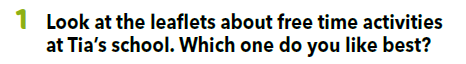 1 Look at the leaflets about free time activities
at Tia's school. Which one do you like best?